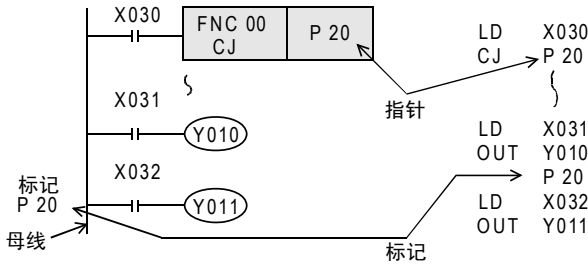 X030
FNC 00
CJ
P 20
X031
Y010
X032
Y011
标记
P 20
母线
指针
标记
LD X030
CJ P 20
LD X031
OUT Y010
P 20
LD X032
OUT Y011